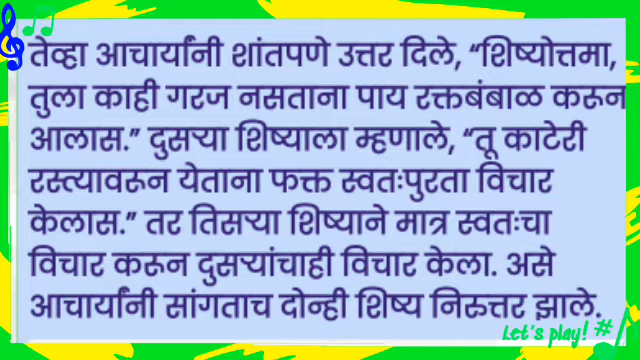 तेव्हा आचार्यांनी शांतपणे उत्तर दिले, “शिष्योत्तमा,
तुला काही गरज नसताना पाय रक्तबंबाळ करून
आलास.” दुसऱ्या शिष्याला म्हणाले, “तू काटेरी
रस्त्यावरून येताना फक्त स्वतःपुरता विचार
केलास.” तर तिसऱ्या शिष्याने मात्र स्वतःचा
विचार करून दुसऱ्यांचाही विचार केला. असे
आचार्यांनी सांगताच दोन्ही शिष्य निरुत्तर झाले.
Let's play! #